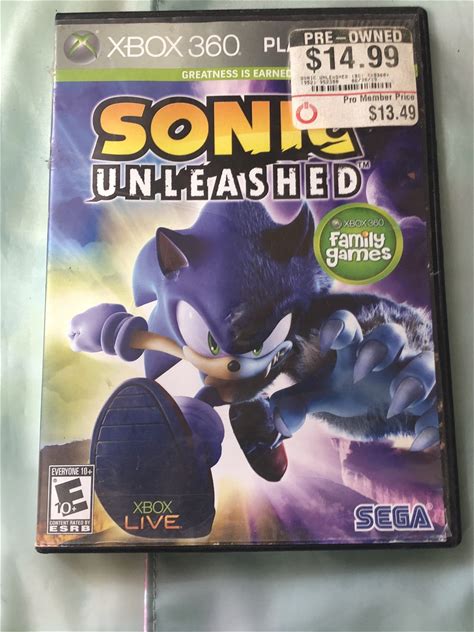 XBOX 360
PLA
GREATNESS IS EARNED
PRE-OWNED
$14.99
Pro Member Price
$13.49
SONIC
UNLEASHED™
XBOX 360
family
games
EVERYONE 10+
E
10+
CONTENT RATED BY
ESRB
XBOX
LIVE
SEGA